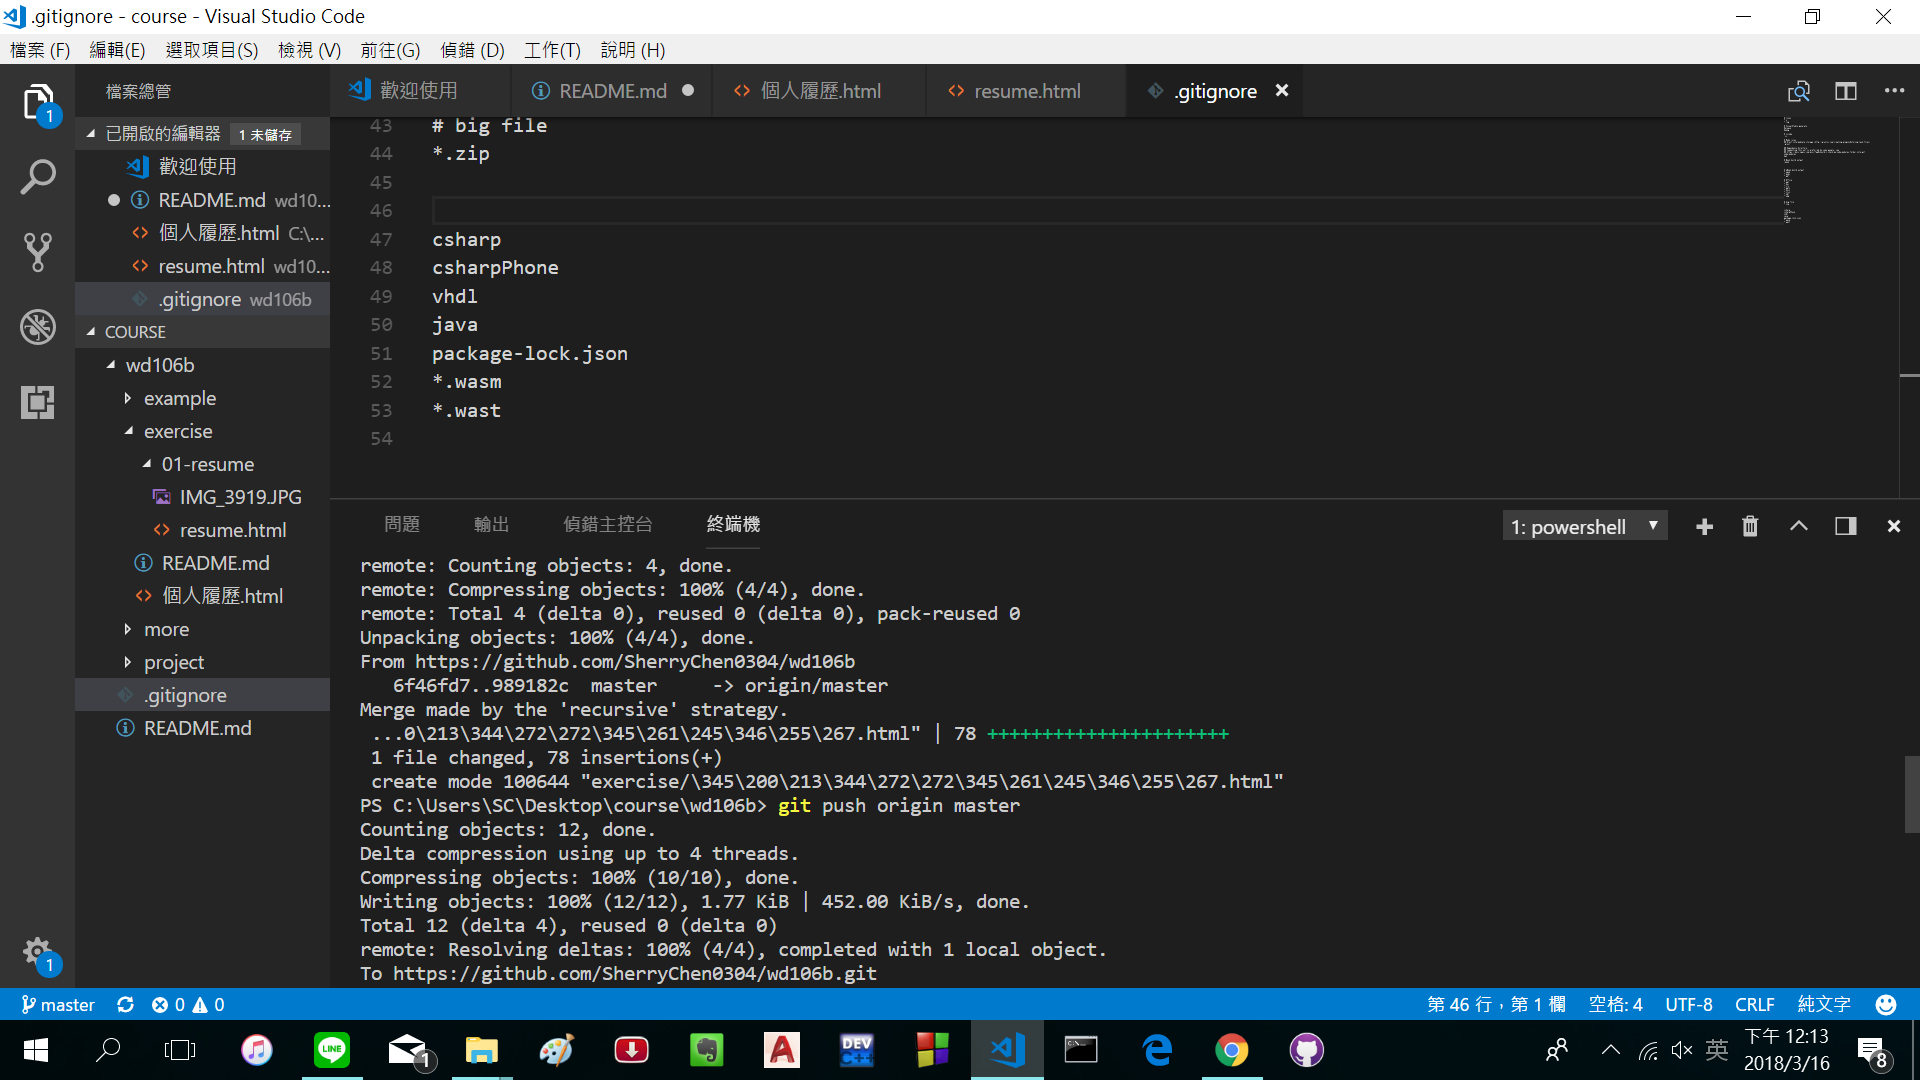 .gitignore - course - Visual Studio Code
檔案 (F) 編輯(E) 選取項目(S) 檢視 (V) 前往(G) 偵錯 (D) 工作(T) 說明 (H)
檔案總管
1
已開啟的編輯器 1 未儲存
歡迎使用
README.md wd10...
個人履歷.html C:\...
resume.html wd10...
.gitignore wd106b
COURSE
wd106b
example
exercise
01-resume
IMG_3919.JPG
resume.html
README.md
個人履歷.html
more
project
.gitignore
README.md
1
歡迎使用 README.md 個人履歷.html resume.html .gitignore
43 # big file
44 *.zip
45
46
47 csharp
48 csharpPhone
49 vhdl
50 java
51 package-lock.json
52 *.wasm
53 *.wast
54
問題 輸出 偵錯主控台 終端機 1: powershell
remote: Counting objects: 4, done.
remote: Compressing objects: 100% (4/4), done.
remote: Total 4 (delta 0), reused 0 (delta 0), pack-reused 0
Unpacking objects: 100% (4/4), done.
From https://github.com/SherryChen0304/wd106b
6f46fd7..989182c master -> origin/master
Merge made by the 'recursive' strategy.
...0\213\344\272\272\345\261\245\346\255\267.html" | 78 ++++++++++++++++++++++
1 file changed, 78 insertions(+)
create mode 100644 "exercise/\345\200\213\344\272\272\345\261\245\346\255\267.html"
PS C:\Users\SC\Desktop\course\wd106b> git push origin master
Counting objects: 12, done.
Delta compression using up to 4 threads.
Compressing objects: 100% (10/10), done.
Writing objects: 100% (12/12), 1.77 KiB | 452.00 KiB/s, done.
Total 12 (delta 4), reused 0 (delta 0)
remote: Resolving deltas: 100% (4/4), completed with 1 local object.
To https://github.com/SherryChen0304/wd106b.git
master 0 0 第 46 行，第 1 欄 空格: 4 UTF-8 CRLF 純文字
LINE 1 A DEV C++ 英 下午 12:13
2018/3/16 8